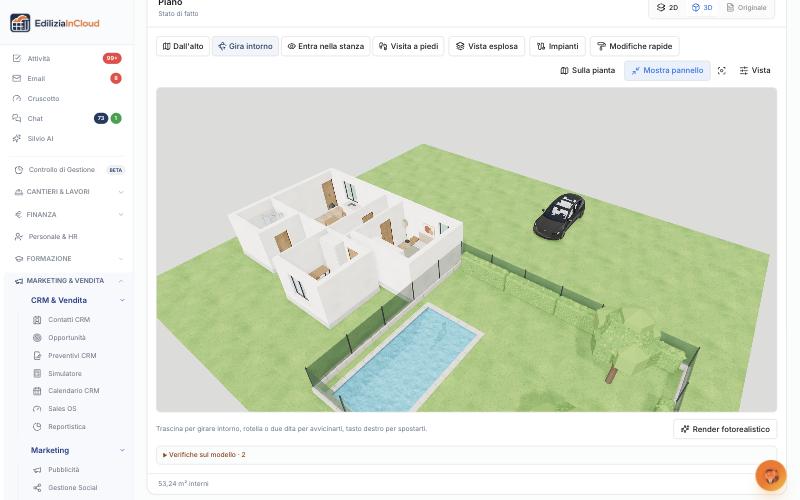 EdiliziaInCloud
Piano
Stato di fatto
2D
3D
Originale
Attività
99+
Email
8
Cruscotto
Chat
73
1
Silvio AI
Controllo di Gestione
BETA
CANTIERI & LAVORI
FINANZA
Personale & HR
FORMAZIONE
MARKETING & VENDITA
CRM & Vendita
Contatti CRM
Opportunità
Preventivi CRM
Simulatore
Calendario CRM
Sales OS
Reportistica
Marketing
Pubblicità
Gestione Social
Dall'alto
Gira intorno
Entra nella stanza
Visita a piedi
Vista esplosa
Impianti
Modifiche rapide
Sulla pianta
Mostra pannello
Vista
Trascina per girare intorno, rotella o due dita per avvicinarti, tasto destro per spostarti.
Render fotorealistico
Verifiche sul modello · 2
53,24 m² interni